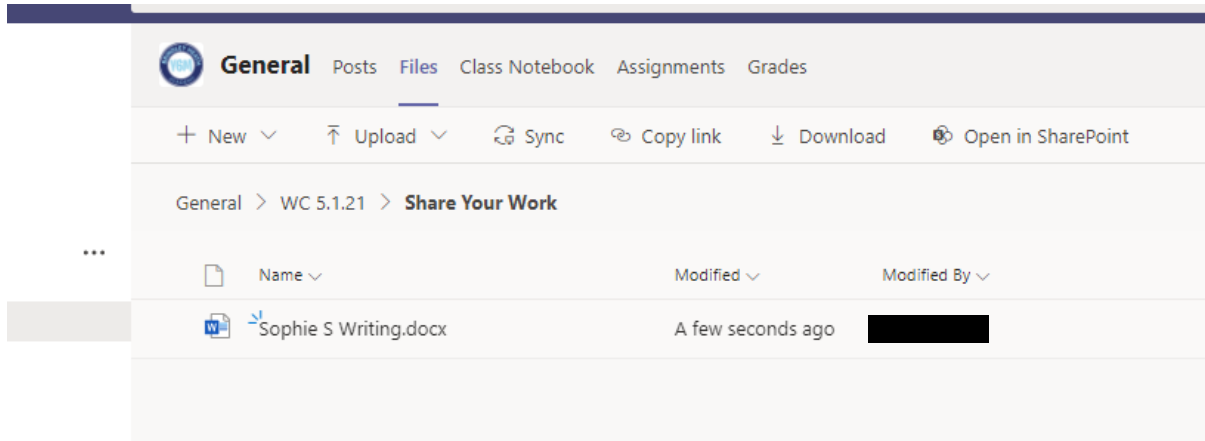 General Posts Files Class Notebook Assignments Grades
New Upload Sync Copy link Download Open in SharePoint
General > WC 5.1.21 > Share Your Work
Name Modified Modified By
Sophie S Writing.docx A few seconds ago